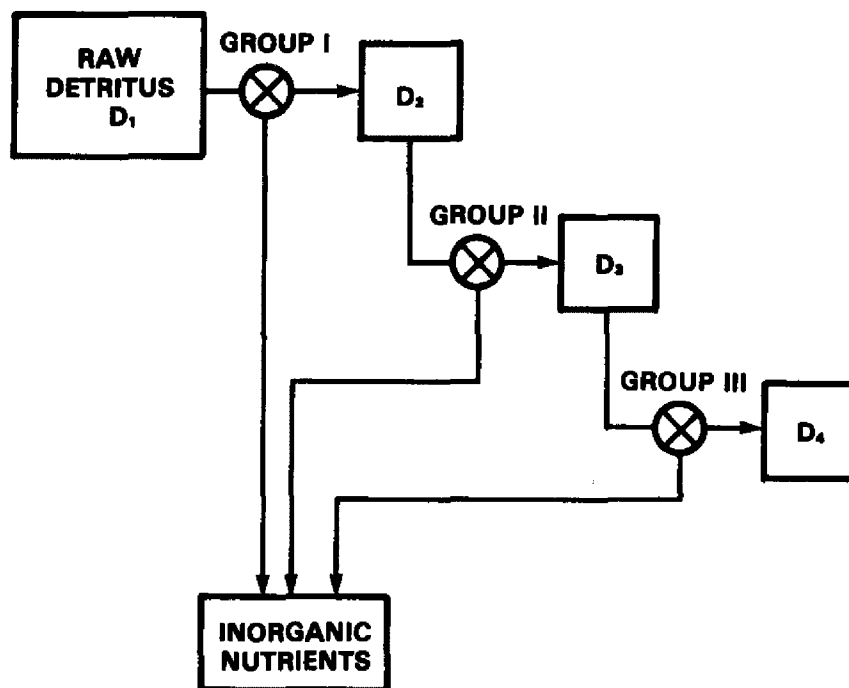 GROUP I
RAW
DETRITUS
D₁
D₂
GROUP II
D₃
GROUP III
D₄
INORGANIC
NUTRIENTS